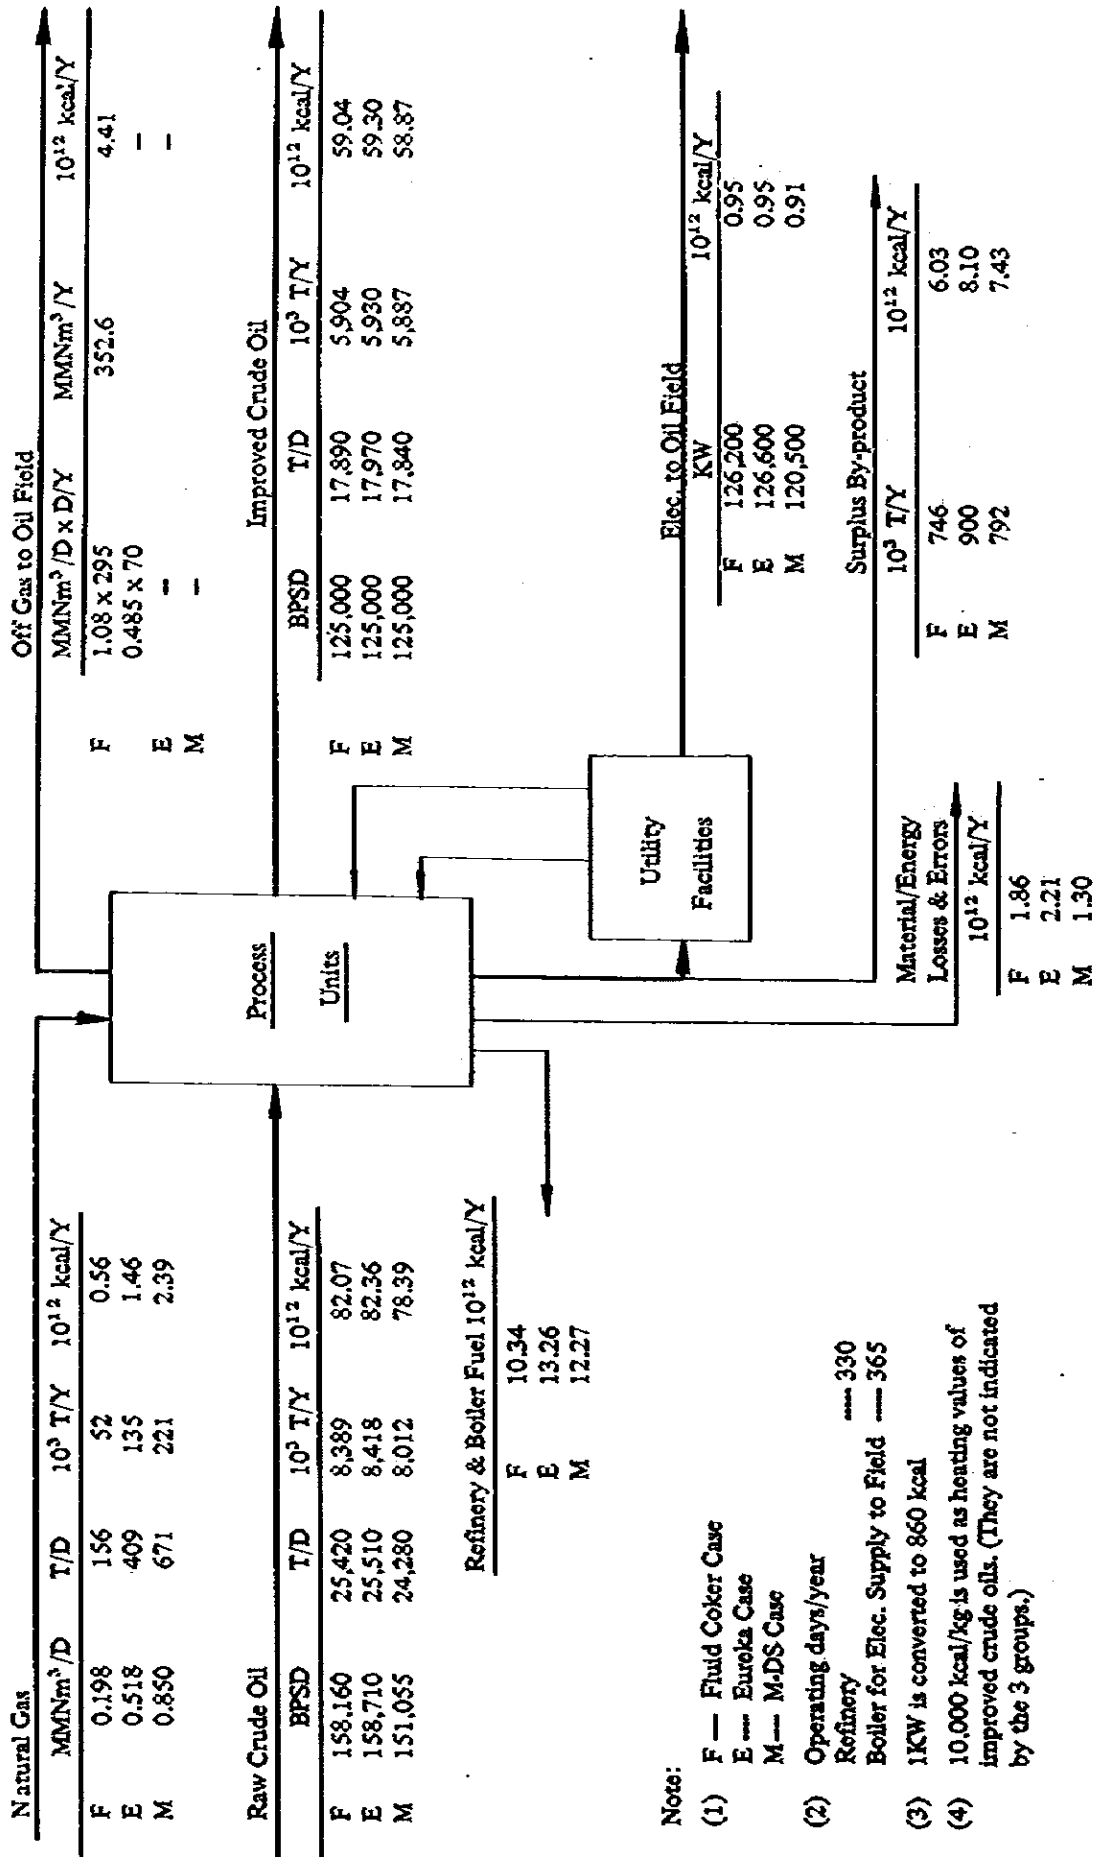 Natural Gas
MMNm³/D T/D 10³ T/Y 10¹² kcal/Y
F 0.198 156 52 0.56
E 0.518 409 135 1.46
M 0.850 671 221 2.39
Off Gas to Oil Field
MMNm³/D x D/Y MMNm³/Y 10¹² kcal/Y
F 1.08 x 295 352.6 4.41
0.485 x 70
E – –
M – –
Raw Crude Oil
BPSD T/D 10³ T/Y 10¹² kcal/Y
F 158,160 25,420 8,389 82.07
E 158,710 25,510 8,418 82.36
M 151,055 24,280 8,012 78.39
Process
Units
Improved Crude Oil
BPSD T/D 10³ T/Y 10¹² kcal/Y
F 125,000 17,890 5,904 59.04
E 125,000 17,970 5,930 59.30
M 125,000 17,840 5,887 58.87
Refinery & Boiler Fuel 10¹² kcal/Y
F 10.34
E 13.26
M 12.27
Utility
Facilities
Elec. to Oil Field
KW 10¹² kcal/Y
F 126,200 0.95
E 126,600 0.95
M 120,500 0.91
Surplus By-product
10³ T/Y 10¹² kcal/Y
F 746 6.03
E 900 8.10
M 792 7.43
Material/Energy
Losses & Errors
10¹² kcal/Y
F 1.86
E 2.21
M 1.30
Note:
(1) F — Fluid Coker Case
E ---- Eureka Case
M --- M-DS Case
(2) Operating days/year
Refinery ---- 330
Boiler for Elec. Supply to Field ---- 365
(3) 1KW is converted to 860 kcal
(4) 10,000 kcal/kg is used as heating values of
improved crude oils. (They are not indicated
by the 3 groups.)